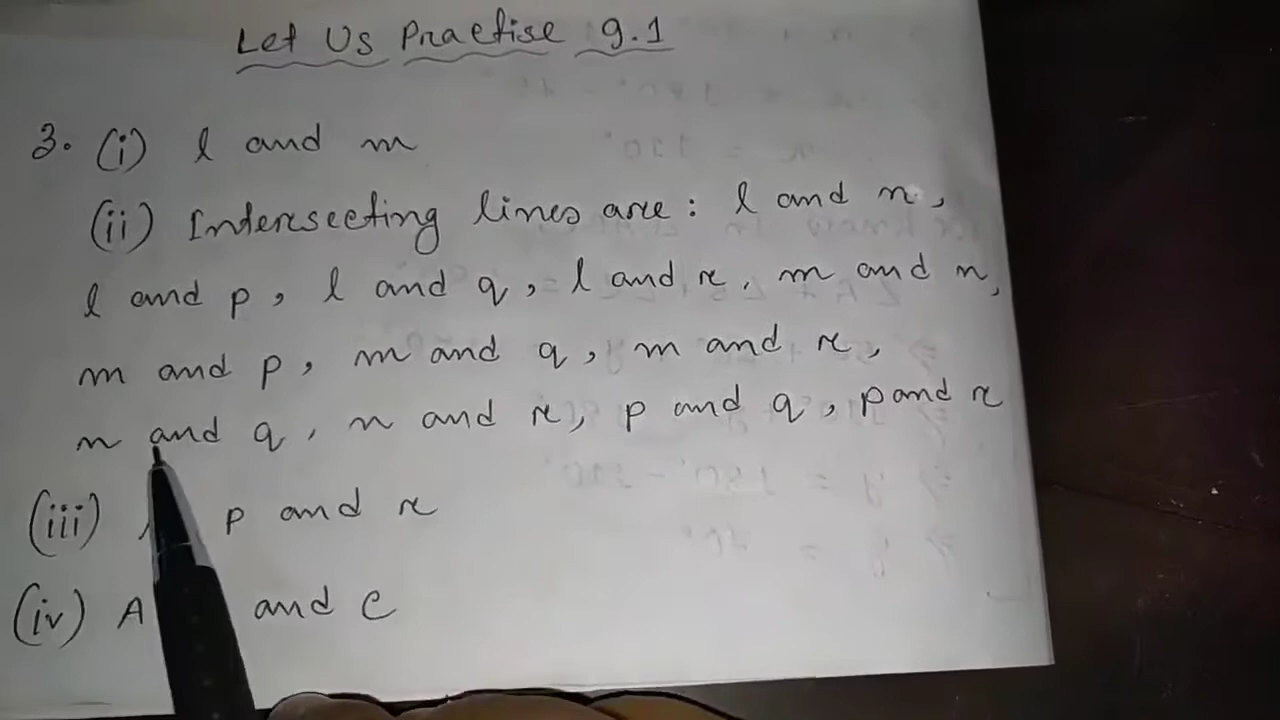 Let Us Practise 9.1
3. (i) l and m
(ii) Intersecting lines are: l and n,
l and p, l and q, l and r, m and n,
m and p, m and q, m and r,
n and q, n and r, p and q, p and r
(iii) p and r
(iv) A and C